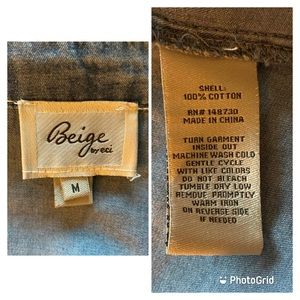 Beige
by eci
M
SHELL:
100% COTTON
RN# 148730
MADE IN CHINA
TURN GARMENT
INSIDE OUT
MACHINE WASH COLD
GENTLE CYCLE
WITH LIKE COLORS
DO NOT BLEACH
TUMBLE DRY LOW
REMOVE PROMPTLY
WARM IRON
ON REVERSE SIDE
IF NEEDED
PhotoGrid